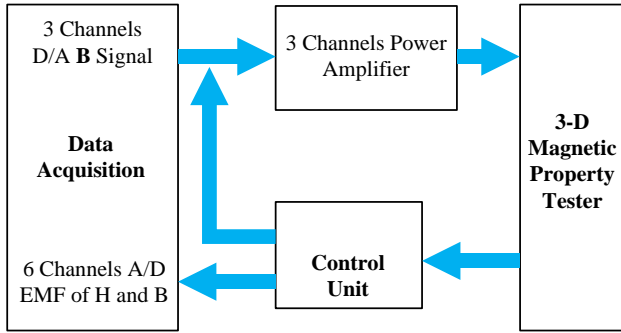 3 Channels
D/A B Signal
Data
Acquisition
6 Channels A/D
EMF of H and B
3 Channels Power
Amplifier
Control
Unit
3-D
Magnetic
Property
Tester